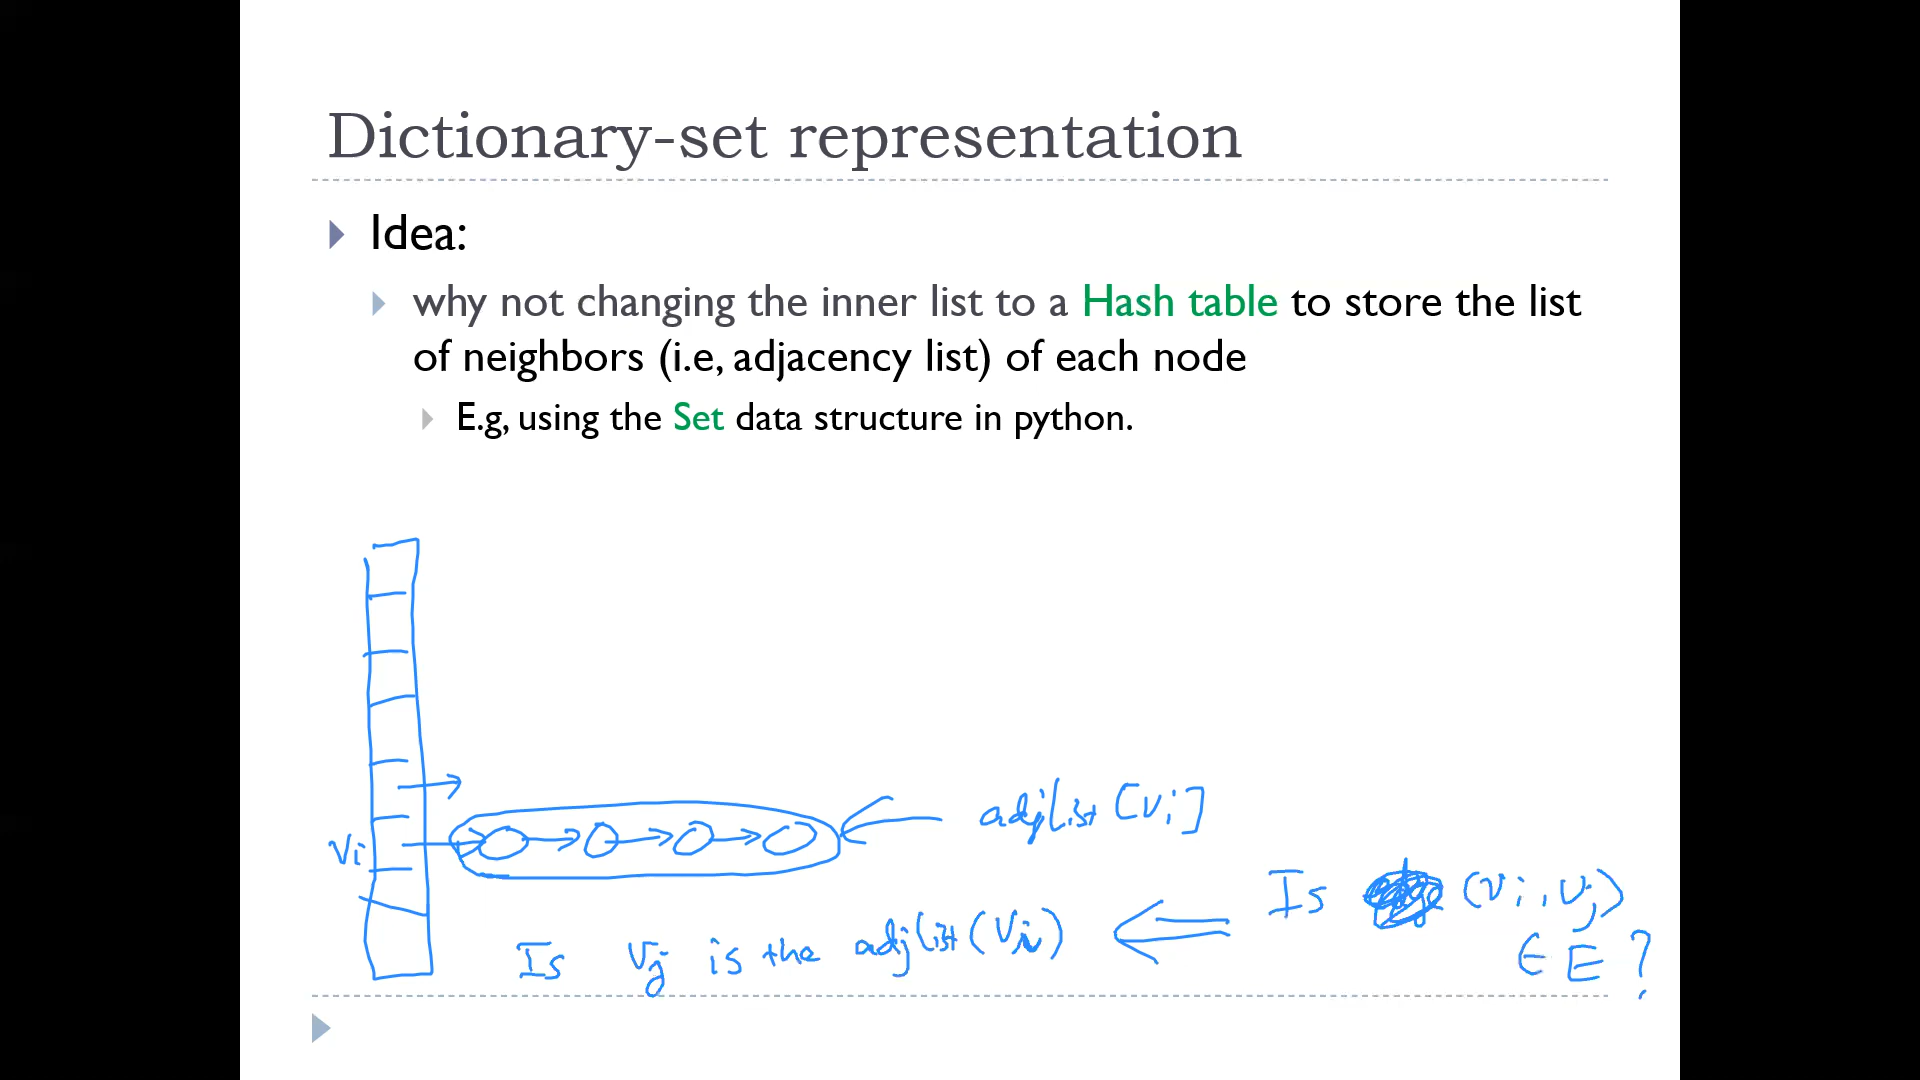 Dictionary-set representation
Idea:
why not changing the inner list to a Hash table to store the list
of neighbors (i.e, adjacency list) of each node
E.g, using the Set data structure in python.
adjlist [vi]
vi
Is (vi, vj)
∈ E ?
Is vj is the adjlist (vi)